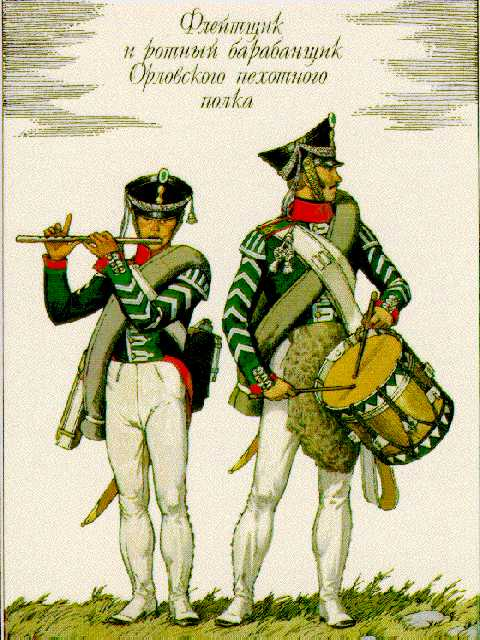 Флейтщик
и ротный барабанщик
Орловского пехотного
полка